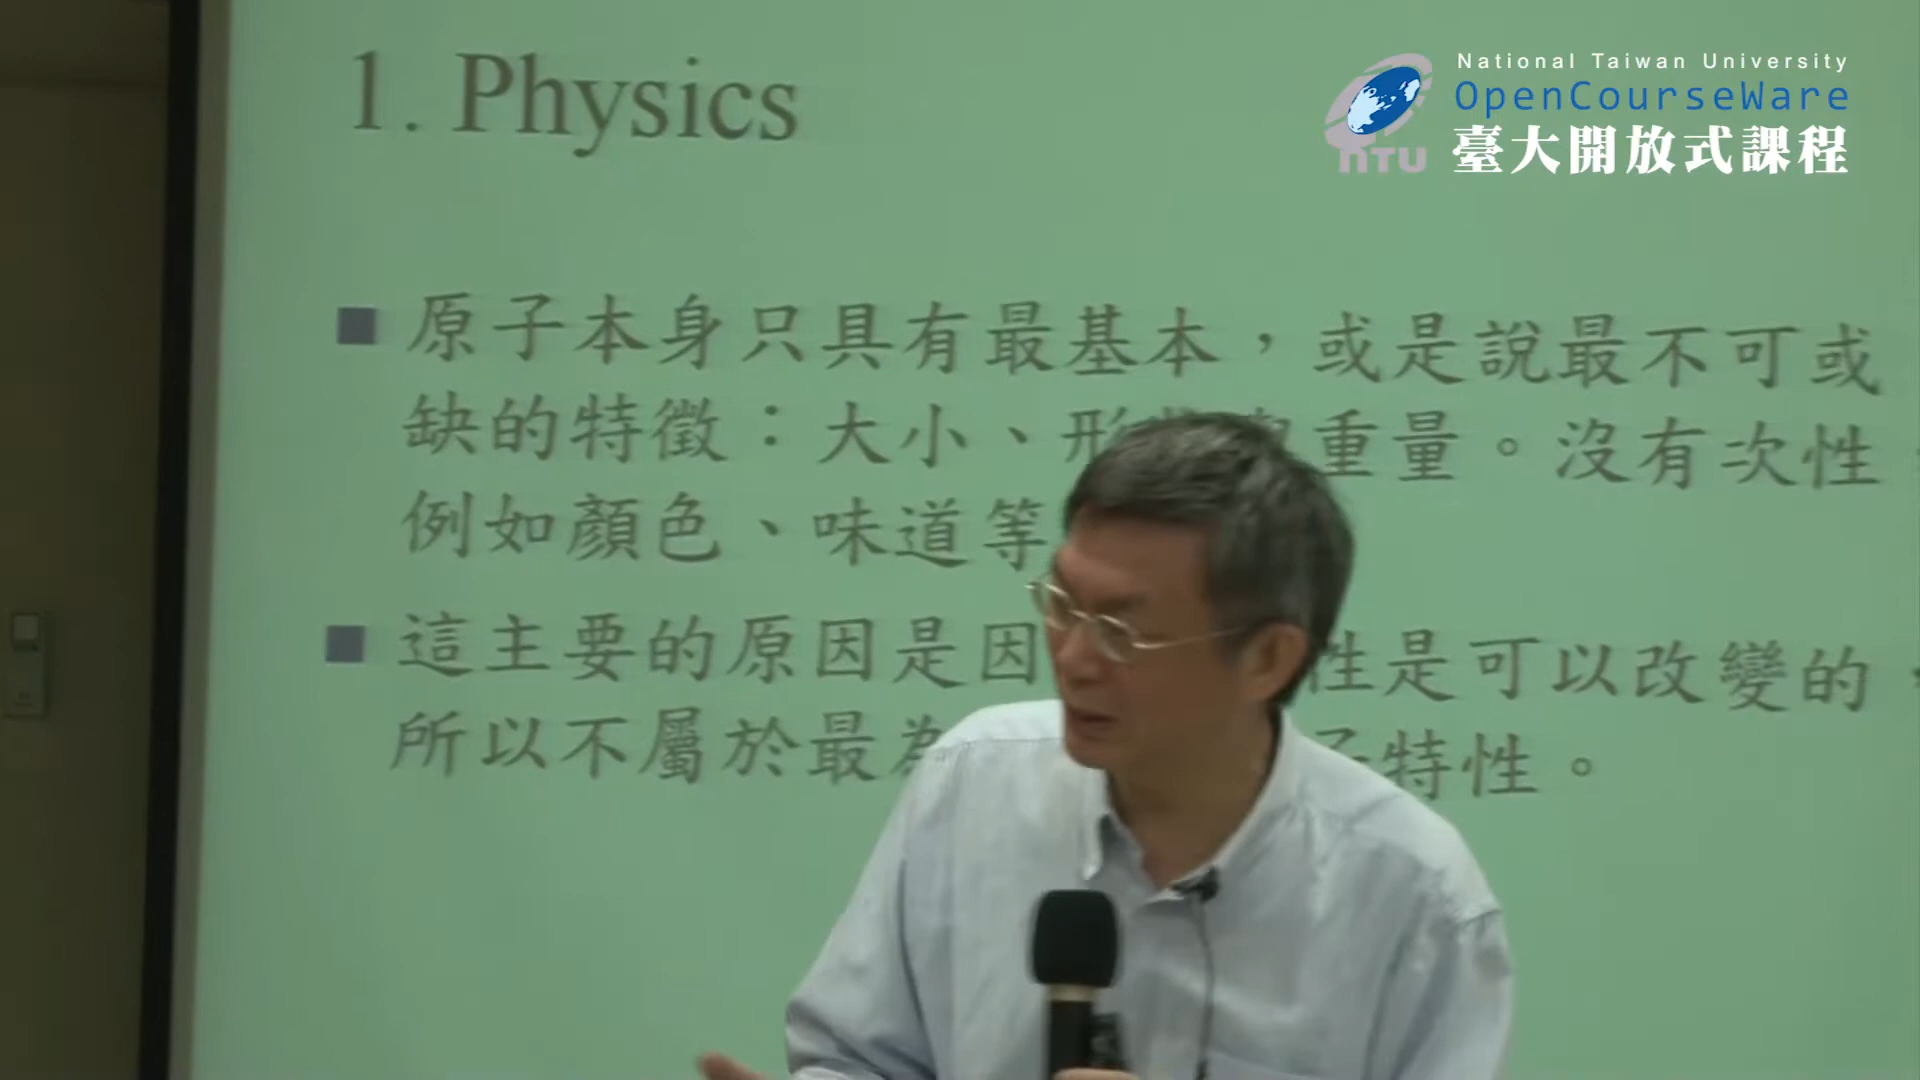 1. Physics
National Taiwan University
OpenCourseWare
nTU
臺大開放式課程
原子本身只具有最基本，或是說最不可或
缺的特徵：大小、形 重量。沒有次性
例如顏色、味道等
這主要的原因是因 性是可以改變的
所以不屬於最 特性。